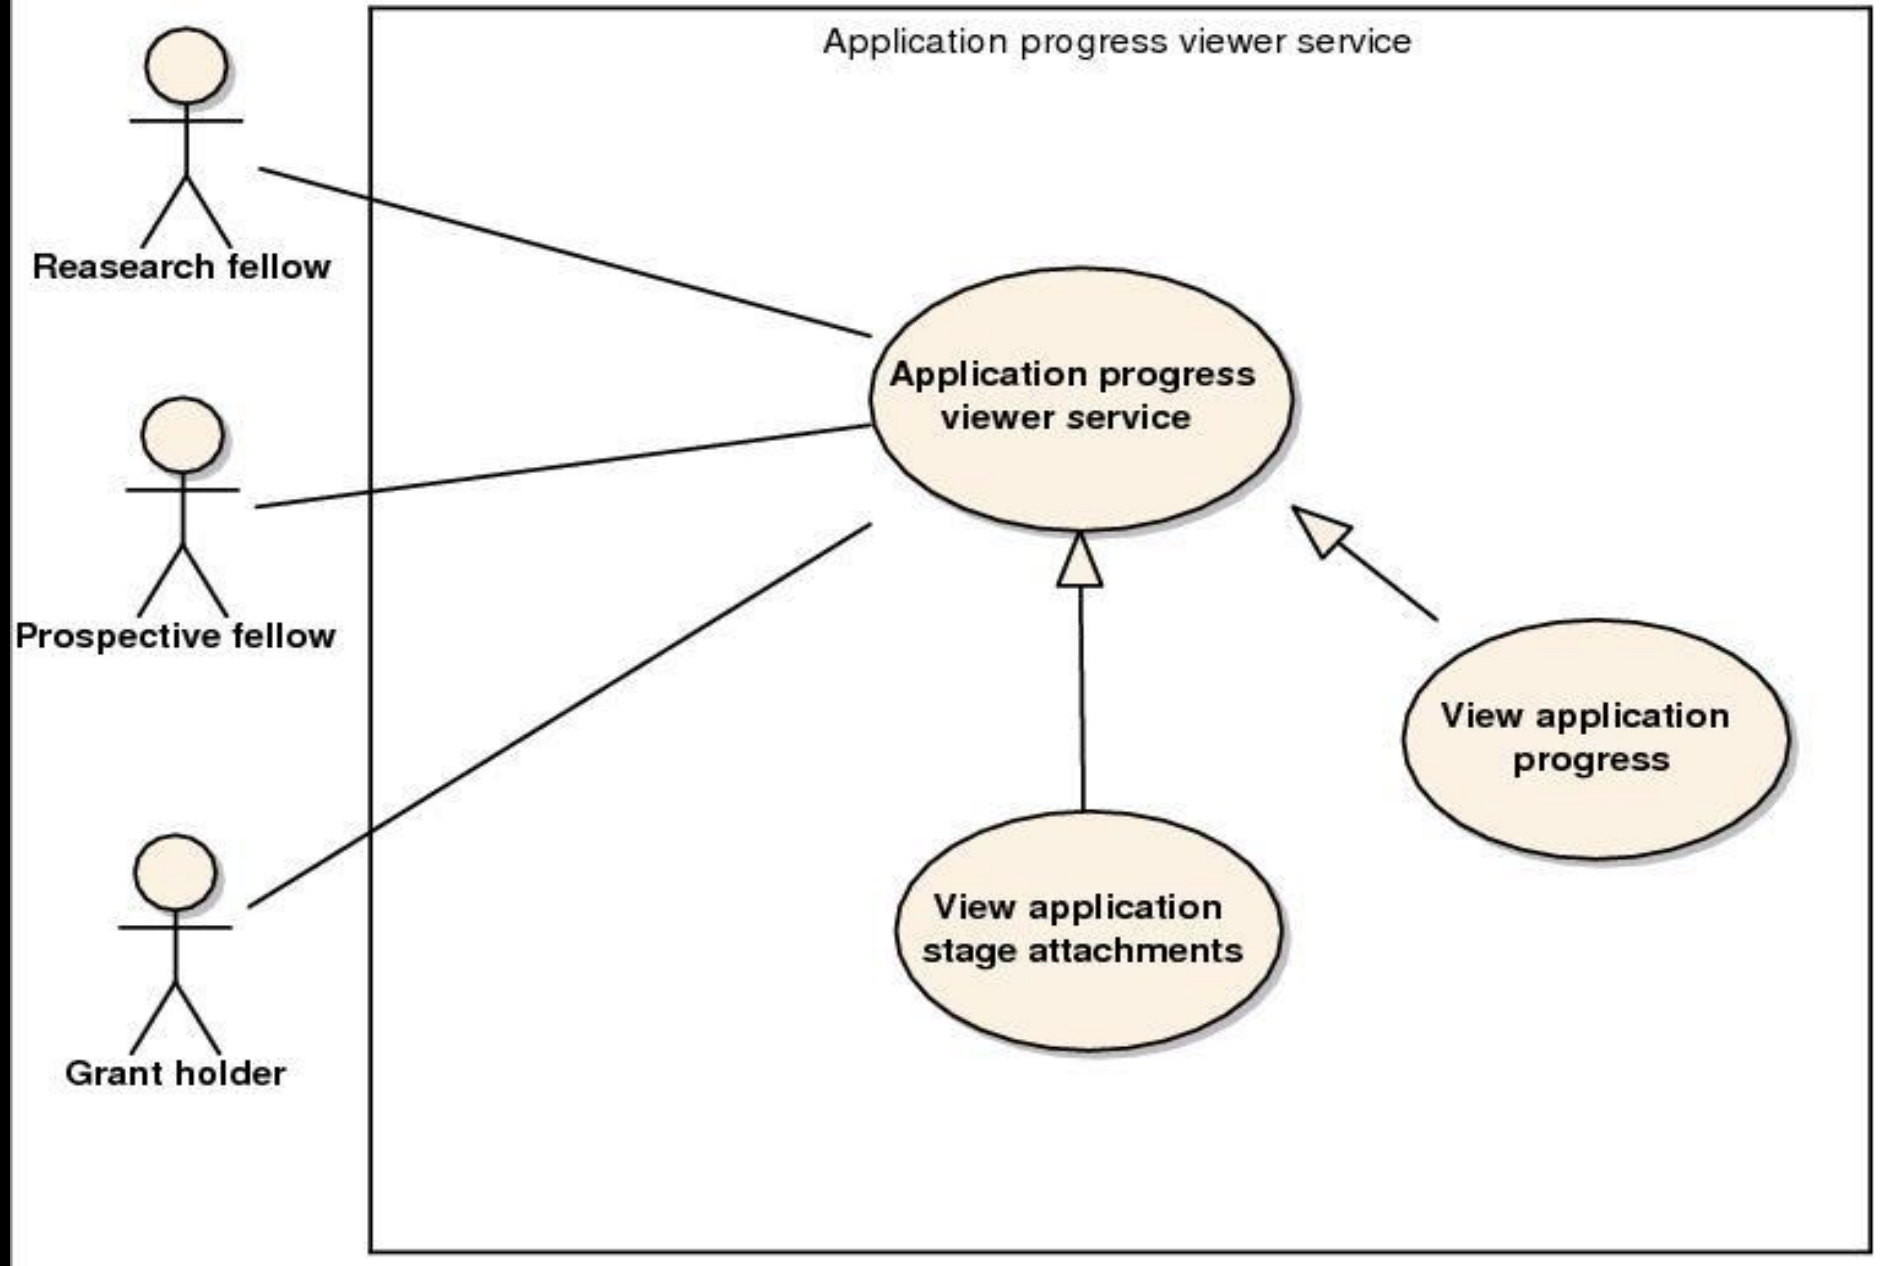 Application progress viewer service
Reasearch fellow
Application progress
viewer service
Prospective fellow
View application
progress
View application
stage attachments
Grant holder